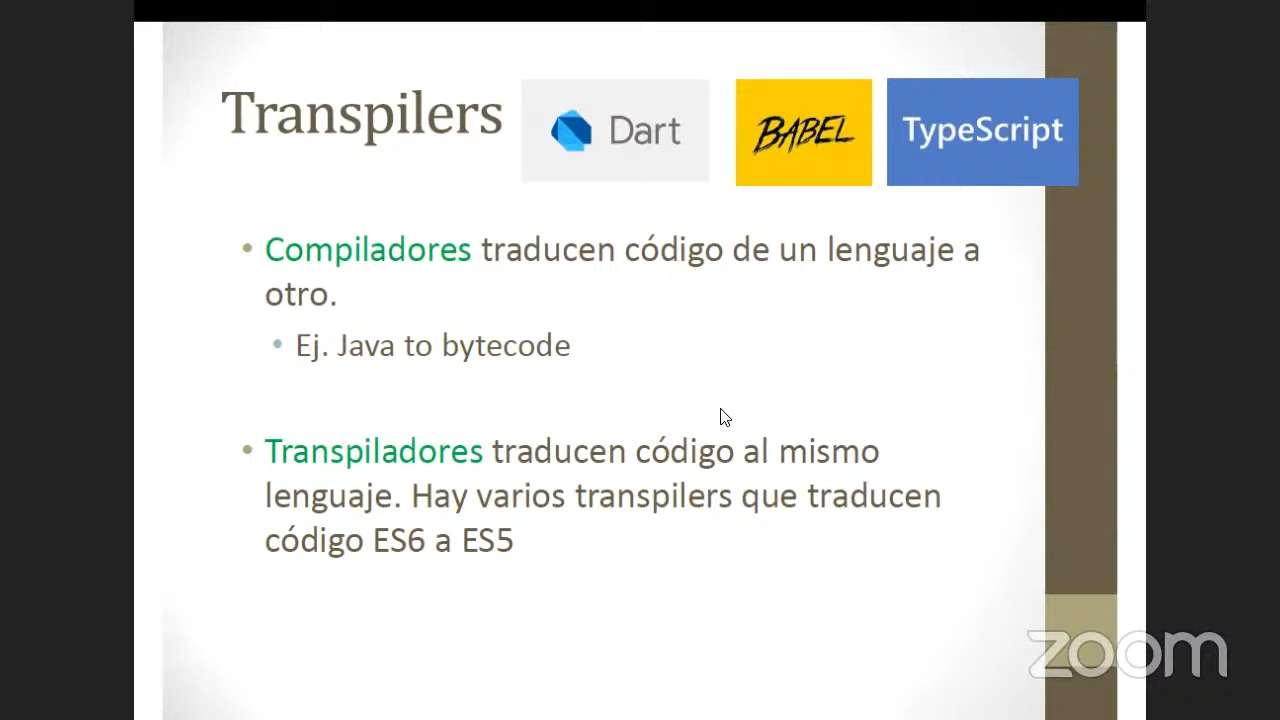 Transpilers
Dart
BABEL
TypeScript
• Compiladores traducen código de un lenguaje a
otro.
• Ej. Java to bytecode
• Transpiladores traducen código al mismo
lenguaje. Hay varios transpilers que traducen
código ES6 a ES5
zoom